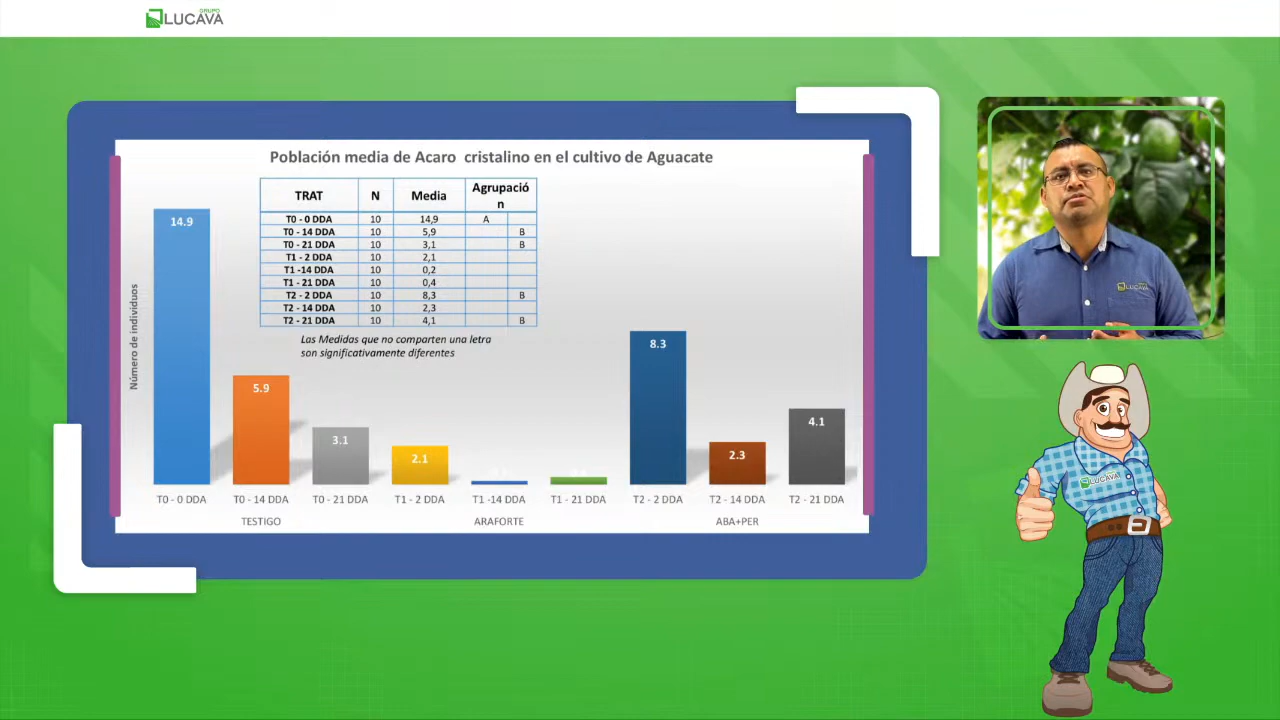 GRUPO
LUCAVA
Población media de Acaro cristalino en el cultivo de Aguacate
TRAT N Media Agrupació
n
T0 - 0 DDA 10 14,9 A
T0 - 14 DDA 10 5,9 B
T0 - 21 DDA 10 3,1 B
T1 - 2 DDA 10 2,1
T1 -14 DDA 10 0,2
T1 - 21 DDA 10 0,4
T2 - 2 DDA 10 8,3 B
T2 - 14 DDA 10 2,3
T2 - 21 DDA 10 4,1 B
Las Medidas que no comparten una letra
son significativamente diferentes
Número de individuos
14.9
5.9
3.1
2.1
8.3
2.3
4.1
T0 - 0 DDA T0 - 14 DDA T0 - 21 DDA T1 - 2 DDA T1 -14 DDA T1 - 21 DDA T2 - 2 DDA T2 - 14 DDA T2 - 21 DDA
TESTIGO ARAFORTE ABA+PER
LUCAVA
LUCAVA